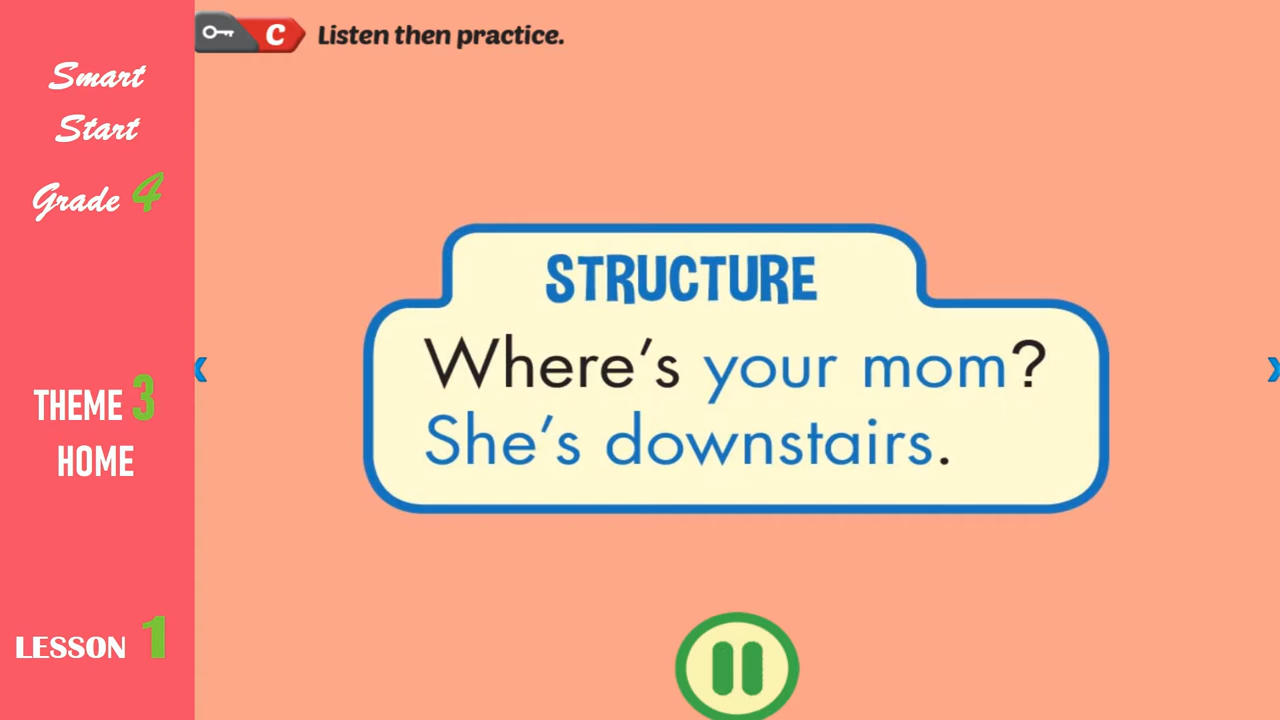 Smart
Start
Grade 4
THEME 3
HOME
LESSON 1
C Listen then practice.
STRUCTURE
Where's your mom?
She's downstairs.